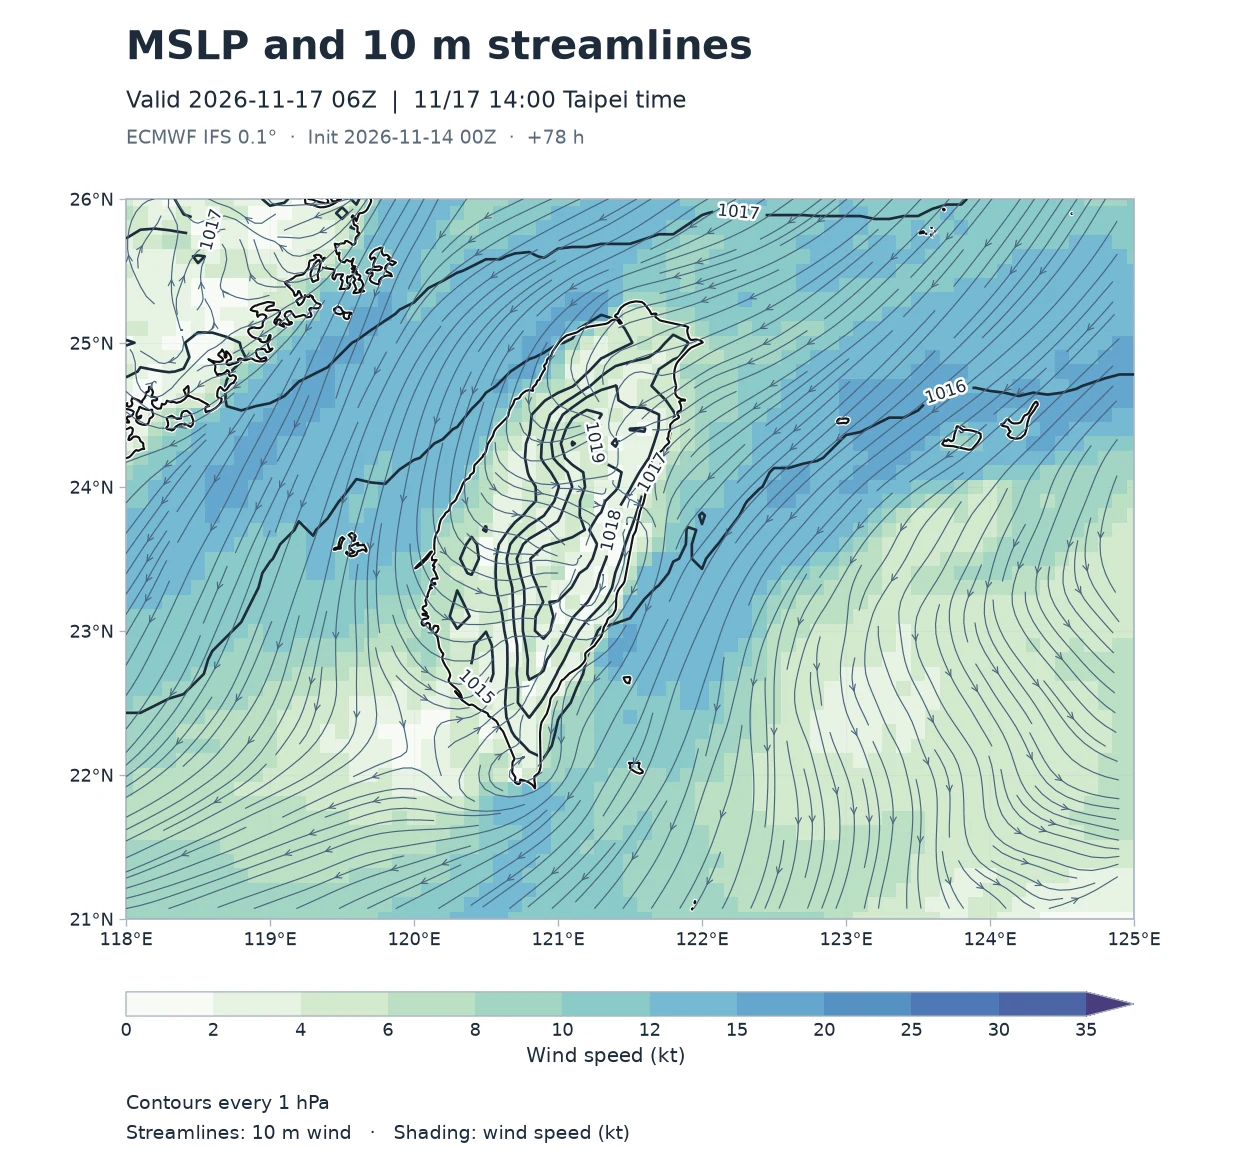 MSLP and 10 m streamlines
Valid 2026-11-17 06Z | 11/17 14:00 Taipei time
ECMWF IFS 0.1° · Init 2026-11-14 00Z · +78 h
26°N
25°N
24°N
23°N
22°N
21°N
1017
1017
1016
1019
1017
1018
1015
118°E 119°E 120°E 121°E 122°E 123°E 124°E 125°E
0 2 4 6 8 10 12 15 20 25 30 35
Wind speed (kt)
Contours every 1 hPa
Streamlines: 10 m wind · Shading: wind speed (kt)